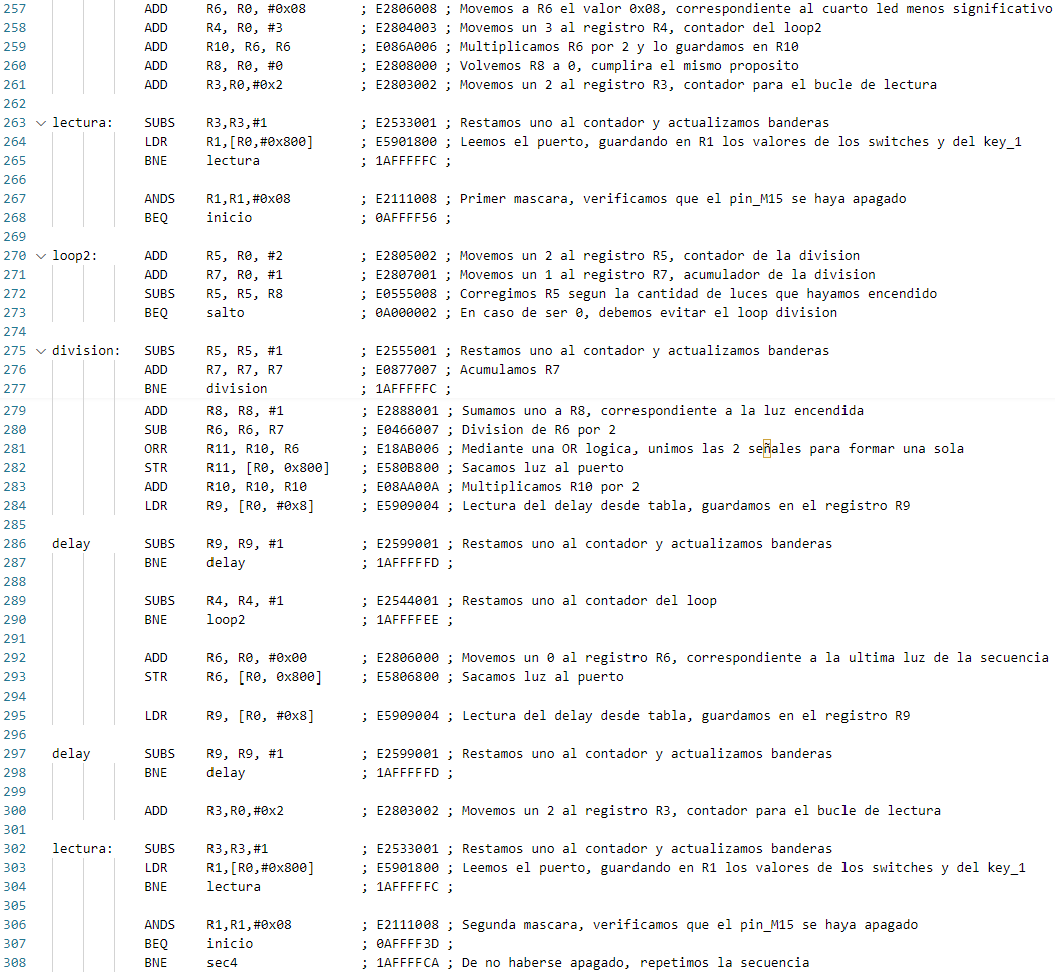 257 ADD R6, R0, #0x08 ; E2806008 ; Movemos a R6 el valor 0x08, correspondiente al cuarto led menos significativo
258 ADD R4, R0, #3 ; E2804003 ; Movemos un 3 al registro R4, contador del loop2
259 ADD R10, R6, R6 ; E086A006 ; Multiplicamos R6 por 2 y lo guardamos en R10
260 ADD R8, R0, #0 ; E2808000 ; Volvemos R8 a 0, cumplira el mismo proposito
261 ADD R3,R0,#0x2 ; E2803002 ; Movemos un 2 al registro R3, contador para el bucle de lectura
262
263 lectura: SUBS R3,R3,#1 ; E2533001 ; Restamos uno al contador y actualizamos banderas
264 LDR R1,[R0,#0x800] ; E5901800 ; Leemos el puerto, guardando en R1 los valores de los switches y del key_1
265 BNE lectura ; 1AFFFFFC ;
266
267 ANDS R1,R1,#0x08 ; E2111008 ; Primer mascara, verificamos que el pin_M15 se haya apagado
268 BEQ inicio ; 0AFFFF56 ;
269
270 loop2: ADD R5, R0, #2 ; E2805002 ; Movemos un 2 al registro R5, contador de la division
271 ADD R7, R0, #1 ; E2807001 ; Movemos un 1 al registro R7, acumulador de la division
272 SUBS R5, R5, R8 ; E0555008 ; Corregimos R5 segun la cantidad de luces que hayamos encendido
273 BEQ salto ; 0A000002 ; En caso de ser 0, debemos evitar el loop division
274
275 division: SUBS R5, R5, #1 ; E2555001 ; Restamos uno al contador y actualizamos banderas
276 ADD R7, R7, R7 ; E0877007 ; Acumulamos R7
277 BNE division ; 1AFFFFFC ;
279 ADD R8, R8, #1 ; E2888001 ; Sumamos uno a R8, correspondiente a la luz encendida
280 SUB R6, R6, R7 ; E0466007 ; Division de R6 por 2
281 ORR R11, R10, R6 ; E18AB006 ; Mediante una OR logica, unimos las 2 señales para formar una sola
282 STR R11, [R0, 0x800] ; E580B800 ; Sacamos luz al puerto
283 ADD R10, R10, R10 ; E08AA00A ; Multiplicamos R10 por 2
284 LDR R9, [R0, #0x8] ; E5909004 ; Lectura del delay desde tabla, guardamos en el registro R9
285
286 delay SUBS R9, R9, #1 ; E2599001 ; Restamos uno al contador y actualizamos banderas
287 BNE delay ; 1AFFFFFD ;
288
289 SUBS R4, R4, #1 ; E2544001 ; Restamos uno al contador del loop
290 BNE loop2 ; 1AFFFFEE ;
291
292 ADD R6, R0, #0x00 ; E2806000 ; Movemos un 0 al registro R6, correspondiente a la ultima luz de la secuencia
293 STR R6, [R0, 0x800] ; E5806800 ; Sacamos luz al puerto
294
295 LDR R9, [R0, #0x8] ; E5909004 ; Lectura del delay desde tabla, guardamos en el registro R9
296
297 delay SUBS R9, R9, #1 ; E2599001 ; Restamos uno al contador y actualizamos banderas
298 BNE delay ; 1AFFFFFD ;
299
300 ADD R3,R0,#0x2 ; E2803002 ; Movemos un 2 al registro R3, contador para el bucle de lectura
301
302 lectura: SUBS R3,R3,#1 ; E2533001 ; Restamos uno al contador y actualizamos banderas
303 LDR R1,[R0,#0x800] ; E5901800 ; Leemos el puerto, guardando en R1 los valores de los switches y del key_1
304 BNE lectura ; 1AFFFFFC ;
305
306 ANDS R1,R1,#0x08 ; E2111008 ; Segunda mascara, verificamos que el pin_M15 se haya apagado
307 BEQ inicio ; 0AFFFF3D ;
308 BNE sec4 ; 1AFFFFCA ; De no haberse apagado, repetimos la secuencia